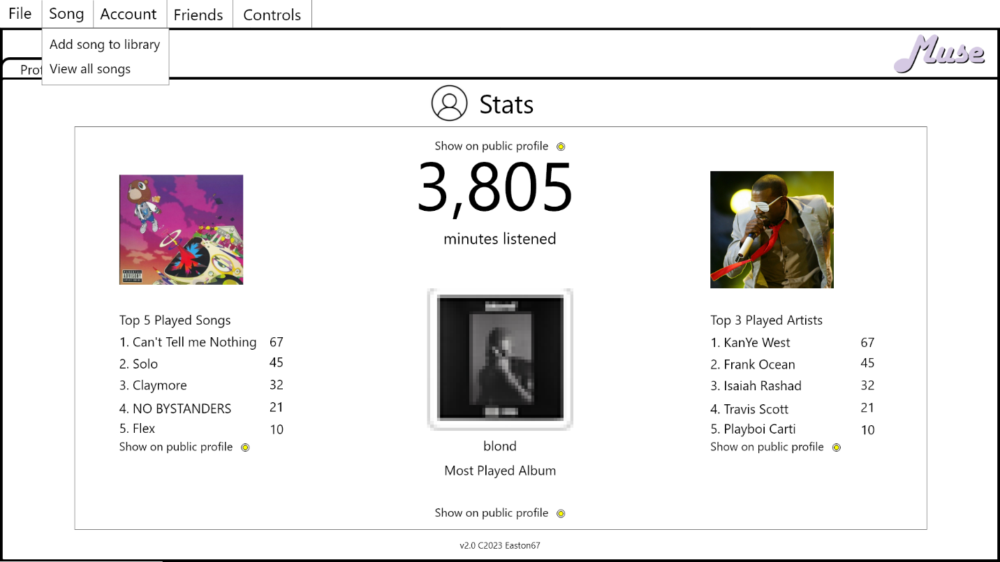 File Song Account Friends Controls
Add song to library
View all songs
Prof
Muse
Stats
Show on public profile
3,805
minutes listened
PARENTAL
ADVISORY
Top 5 Played Songs
1. Can't Tell me Nothing 67
2. Solo 45
3. Claymore 32
4. NO BYSTANDERS 21
5. Flex 10
Show on public profile
blond
Most Played Album
Show on public profile
Top 3 Played Artists
1. KanYe West 67
2. Frank Ocean 45
3. Isaiah Rashad 32
4. Travis Scott 21
5. Playboi Carti 10
Show on public profile
v2.0 C2023 Easton67